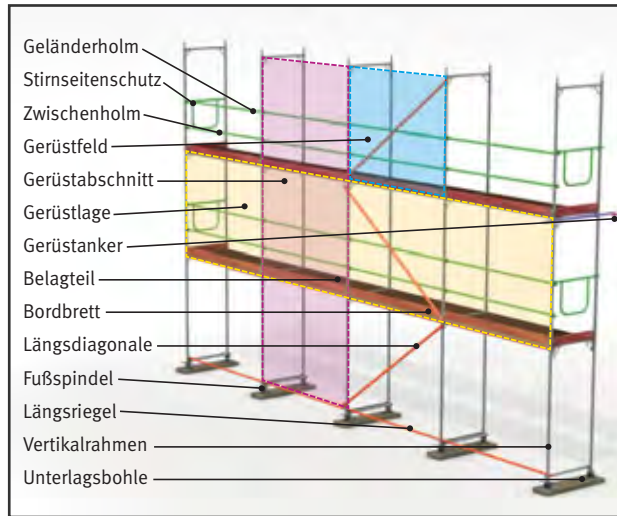 Geländerholm
Stirnseitenschutz
Zwischenholm
Gerüstfeld
Gerüstabschnitt
Gerüstlage
Gerüstanker
Belagteil
Bordbrett
Längsdiagonale
Fußspindel
Längsriegel
Vertikalrahmen
Unterlagsbohle